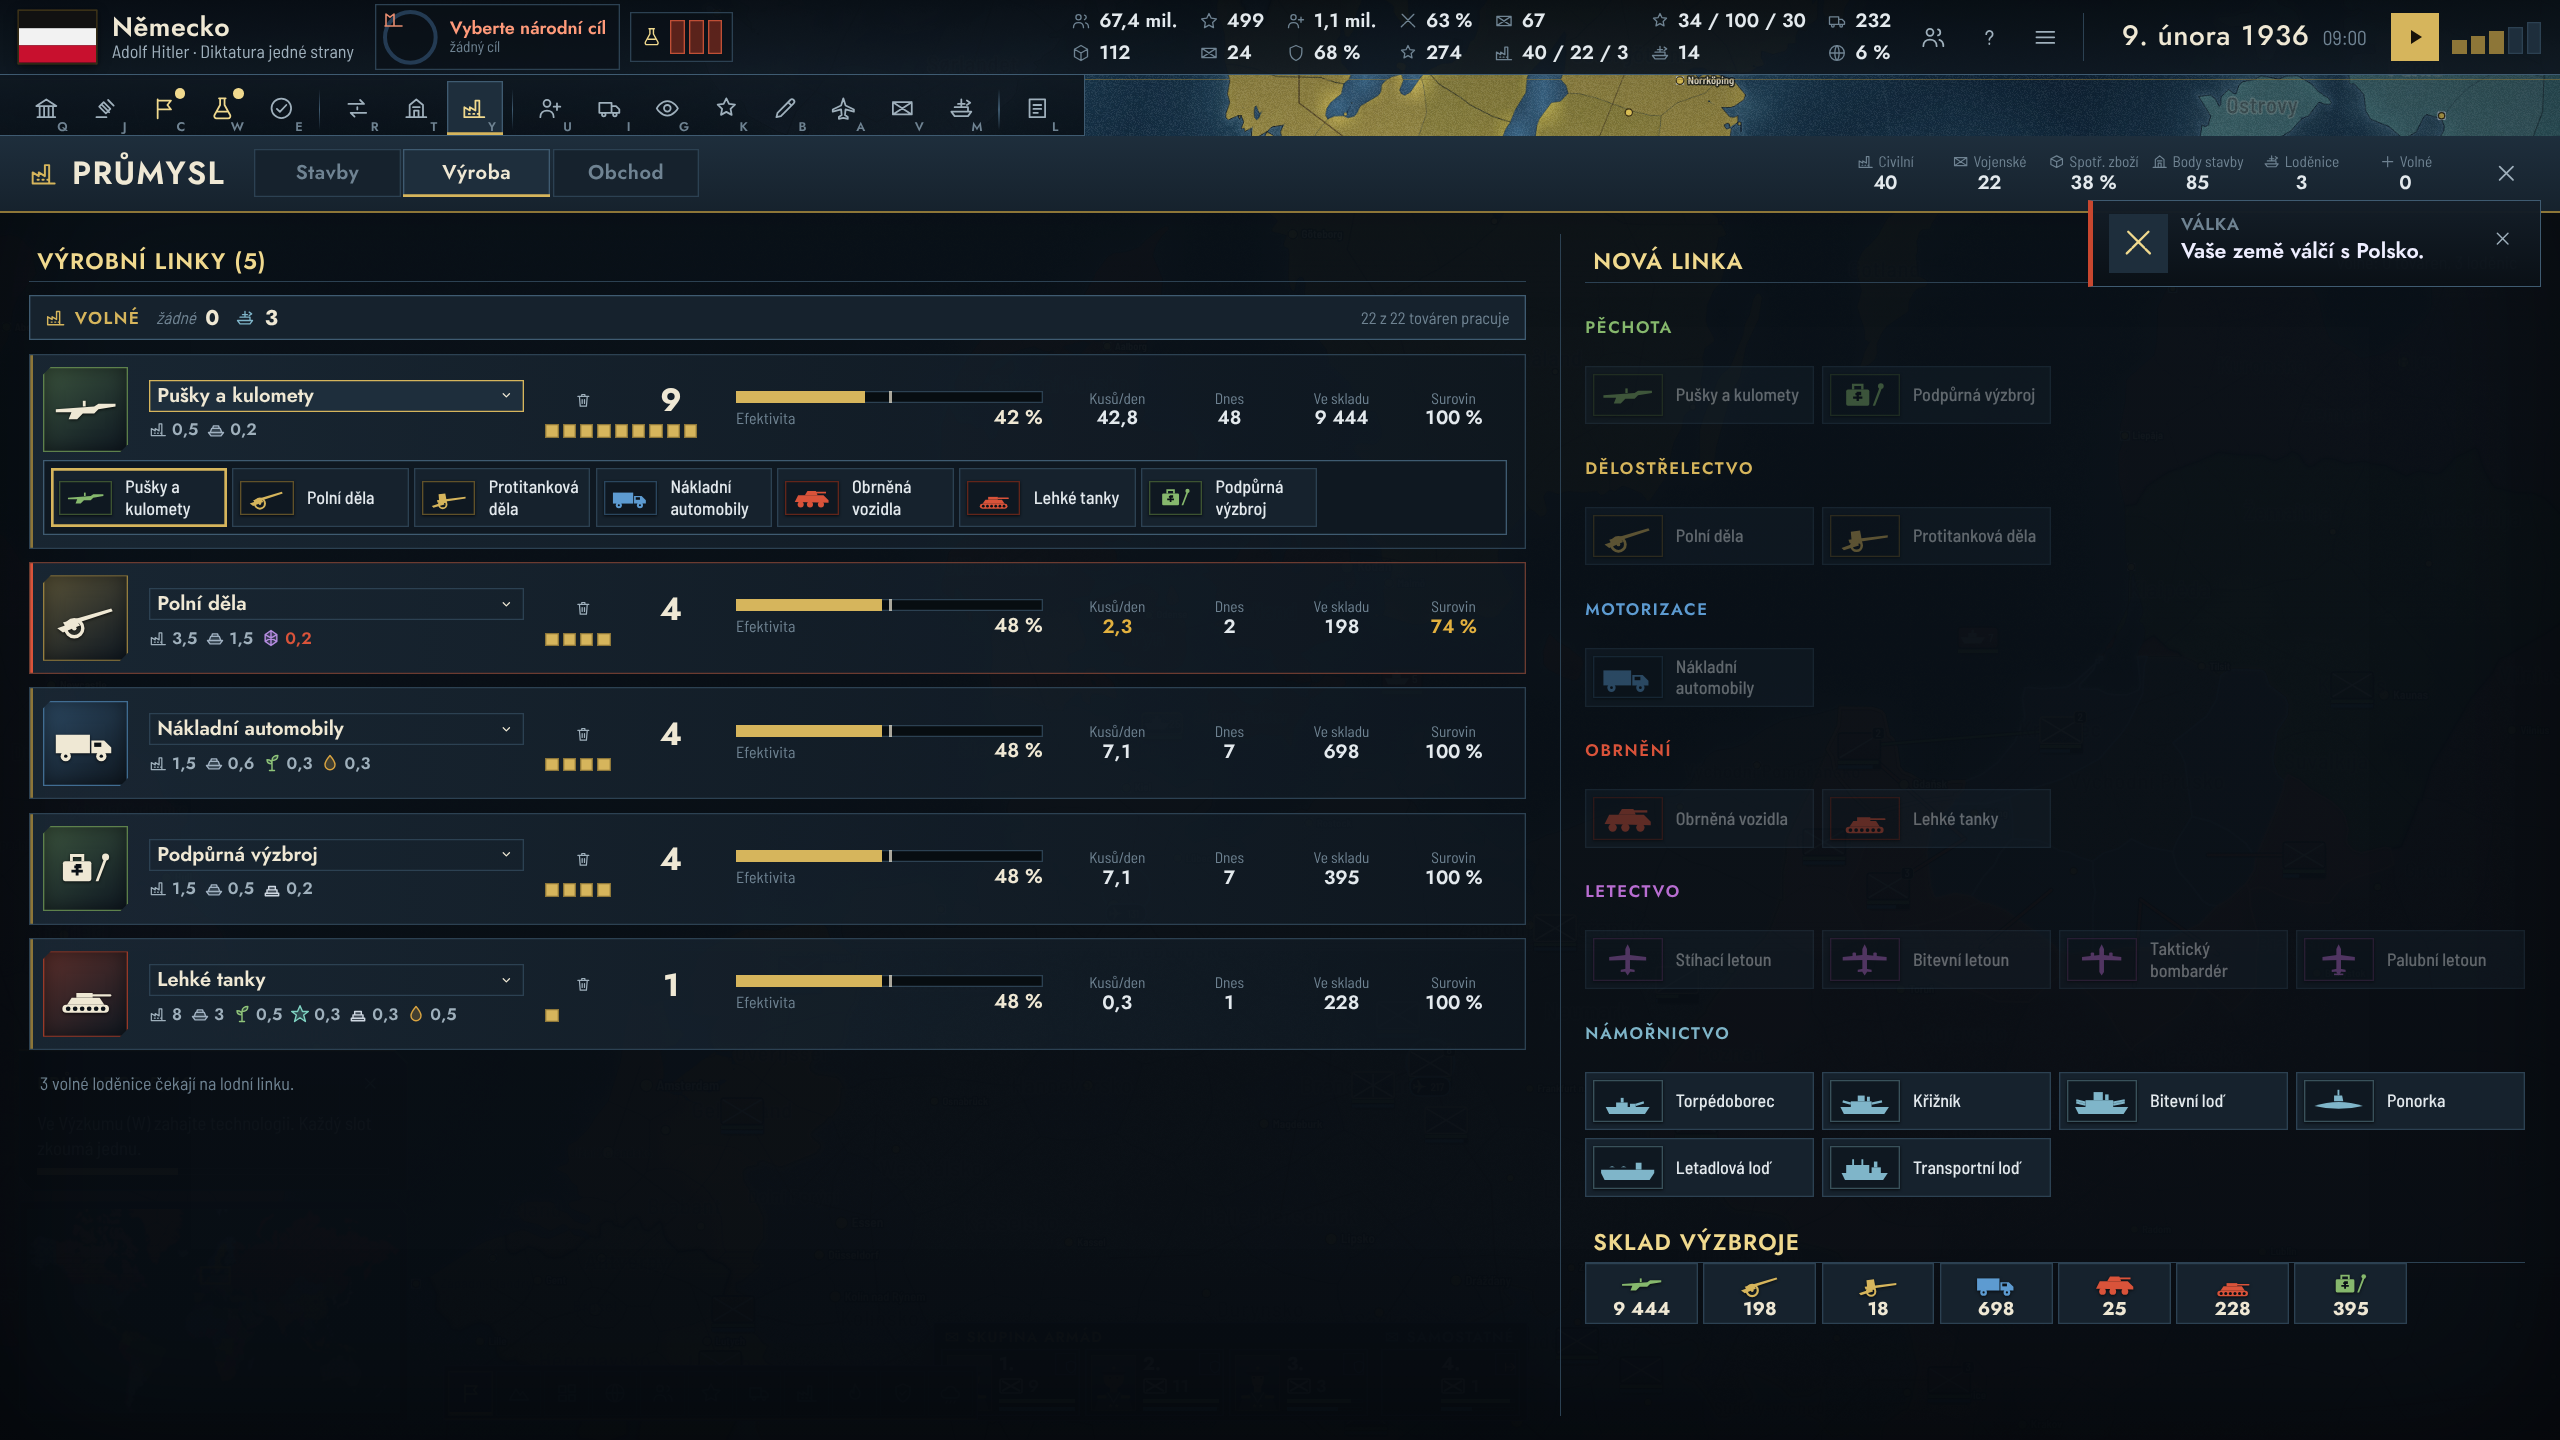 Německo
Adolf Hitler · Diktatura jedné strany
Vyberte národní cíl
žádný cíl
67,4 mil. 499 1,1 mil. 63 % 67 34 / 100 / 30 232
112 24 68 % 274 40 / 22 / 3 14 6 %
?
9. února 1936 09:00
Q J C W E R T Y U I G K B A V M L
Norrköping
Ostrovy
PRŮMYSL
Stavby
Výroba
Obchod
Civilní 40
Vojenské 22
Spotř. zboží 38 %
Body stavby 85
Loděnice 3
Volné 0
VÁLKA
Vaše země válčí s Polsko.
VÝROBNÍ LINKY (5)
VOLNÉ žádné 0 3
22 z 22 továren pracuje
Pušky a kulomety
0,5 0,2
9
Efektivita 42 %
Kusů/den 42,8
Dnes 48
Ve skladu 9 444
Surovin 100 %
Pušky a kulomety
Polní děla
Protitanková děla
Nákladní automobily
Obrněná vozidla
Lehké tanky
Podpůrná výzbroj
Polní děla
3,5 1,5 0,2
4
Efektivita 48 %
Kusů/den 2,3
Dnes 2
Ve skladu 198
Surovin 74 %
Nákladní automobily
1,5 0,6 0,3 0,3
4
Efektivita 48 %
Kusů/den 7,1
Dnes 7
Ve skladu 698
Surovin 100 %
Podpůrná výzbroj
1,5 0,5 0,2
4
Efektivita 48 %
Kusů/den 7,1
Dnes 7
Ve skladu 395
Surovin 100 %
Lehké tanky
8 3 0,5 0,3 0,3 0,5
1
Efektivita 48 %
Kusů/den 0,3
Dnes 1
Ve skladu 228
Surovin 100 %
3 volné loděnice čekají na lodní linku.
NOVÁ LINKA
PĚCHOTA
Pušky a kulomety
Podpůrná výzbroj
DĚLOSTŘELECTVO
Polní děla
Protitanková děla
MOTORIZACE
Nákladní automobily
OBRNĚNÍ
Obrněná vozidla
Lehké tanky
LETECTVO
Stíhací letoun
Bitevní letoun
Taktický bombardér
Palubní letoun
NÁMOŘNICTVO
Torpédoborec
Křižník
Bitevní loď
Ponorka
Letadlová loď
Transportní loď
SKLAD VÝZBROJE
9 444 198 18 698 25 228 395